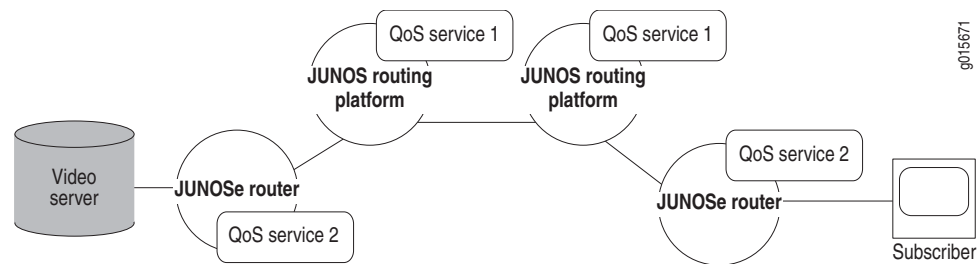 QoS service 1
JUNOS routing
platform
QoS service 1
JUNOS routing
platform
g015671
Video
server
JUNOSe router
QoS service 2
QoS service 2
JUNOSe router
Subscriber